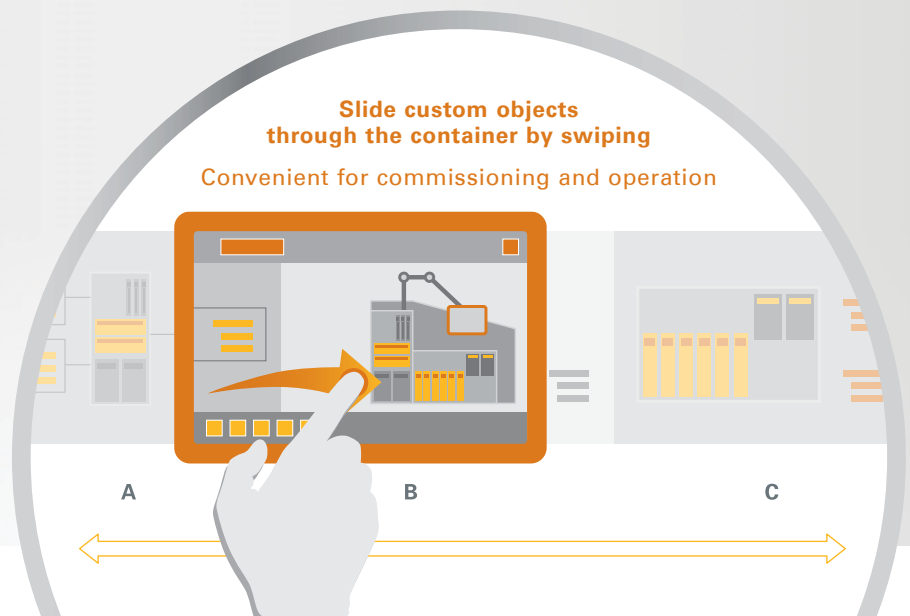 Slide custom objects
through the container by swiping
Convenient for commissioning and operation
A
B
C